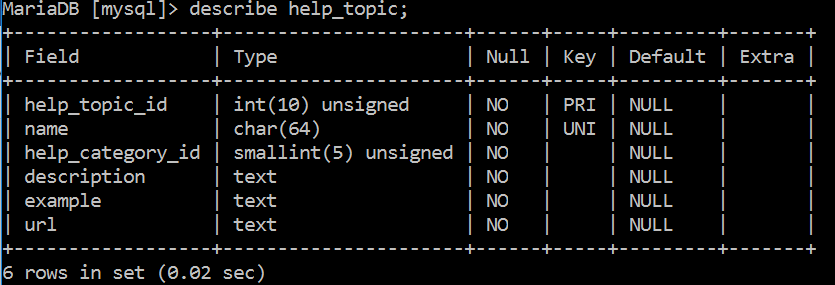 MariaDB [mysql]> describe help_topic;
+------------------+----------------------+------+-----+---------+-------+
| Field            | Type                 | Null | Key | Default | Extra |
+------------------+----------------------+------+-----+---------+-------+
| help_topic_id    | int(10) unsigned     | NO   | PRI | NULL    |       |
| name             | char(64)             | NO   | UNI | NULL    |       |
| help_category_id | smallint(5) unsigned | NO   |     | NULL    |       |
| description      | text                 | NO   |     | NULL    |       |
| example          | text                 | NO   |     | NULL    |       |
| url              | text                 | NO   |     | NULL    |       |
+------------------+----------------------+------+-----+---------+-------+
6 rows in set (0.02 sec)